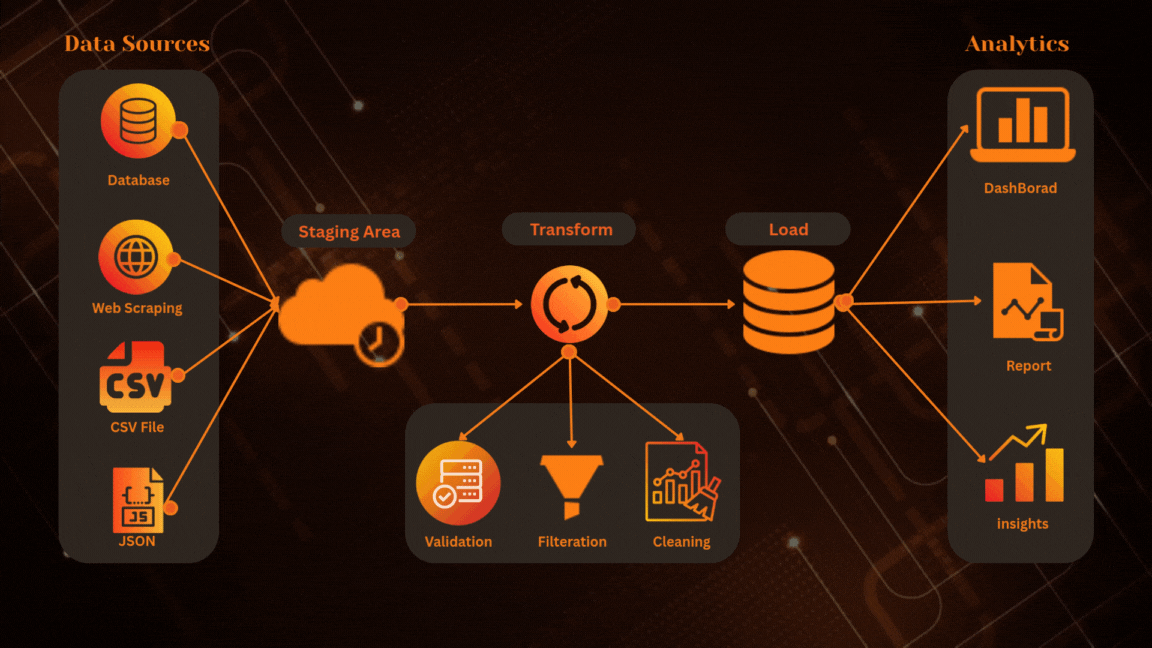 Data Sources
Database
Web Scraping
CSV
CSV File
{...}
JS
JSON
Staging Area
Transform
Load
Validation
Filteration
Cleaning
Analytics
DashBorad
Report
insights